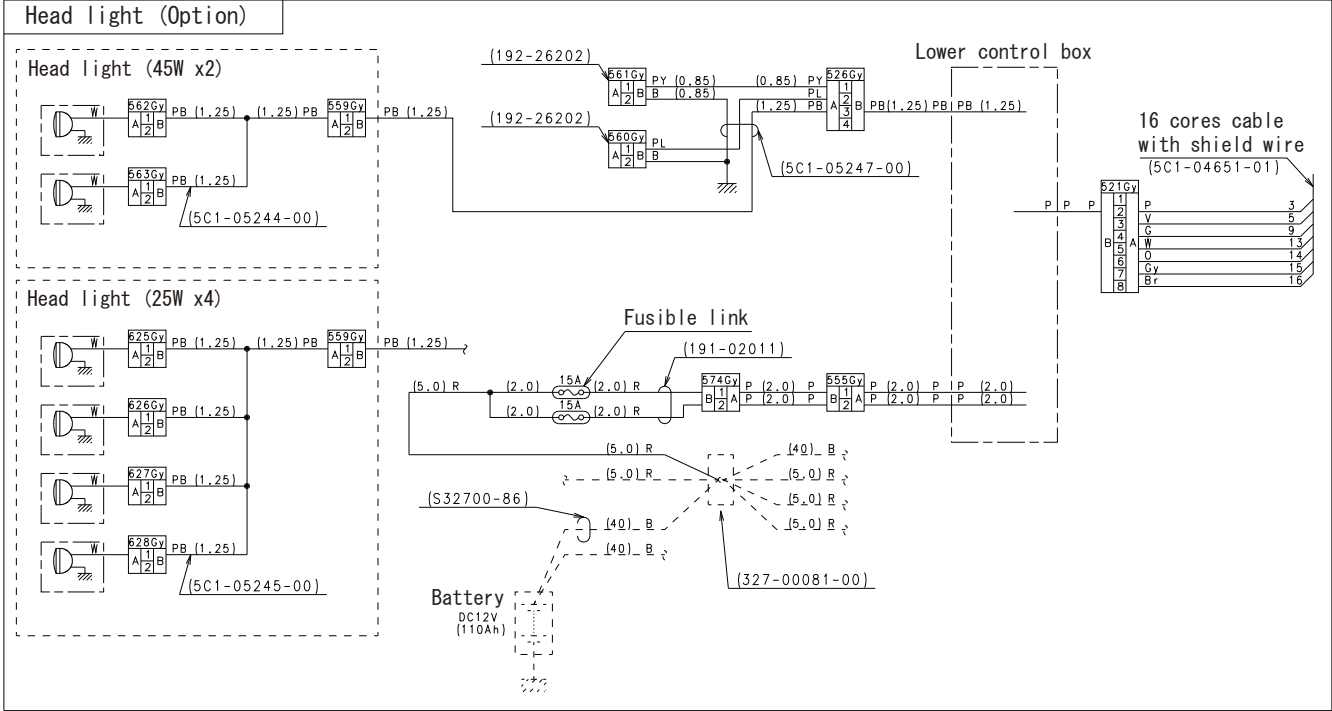 Head light (Option)
Head light (45W x2)
W
562Gy
A 1 2 B
PB (1.25)
(1.25) PB
559Gy
A 1 2 B
PB (1.25)
W
563Gy
A 1 2 B
PB (1.25)
(5C1-05244-00)
(192-26202)
561Gy
A 1 2 B
PY (0.85)
B (0.85)
(192-26202)
560Gy
A 1 2 B
PL
B
(0.85) PY
PL
(1.25) PB
526Gy
A 1 2 3 4 B
PB(1.25) PB
PB (1.25)
(5C1-05247-00)
Lower control box
16 cores cable
with shield wire
(5C1-04651-01)
P P P
521Gy
B 1 2 3 4 5 6 7 8 A
P 3
V 5
G 9
W 13
O 14
Gy 15
Br 16
Head light (25W x4)
W
625Gy
A 1 2 B
PB (1.25)
(1.25) PB
559Gy
A 1 2 B
PB (1.25)
W
626Gy
A 1 2 B
PB (1.25)
W
627Gy
A 1 2 B
PB (1.25)
W
628Gy
A 1 2 B
PB (1.25)
(5C1-05245-00)
Fusible link
(191-02011)
(5.0) R
(2.0) 15A (2.0) R
(2.0) 15A (2.0) R
574Gy
B 1 2 A
P (2.0) P
P (2.0) P
555Gy
B 1 2 A
P (2.0) P P (2.0)
P (2.0) P P (2.0)
(5.0) R
(40) B
(5.0) R
(5.0) R
(5.0) R
(5.0) R
(S32700-86)
(40) B
(40) B
(327-00081-00)
Battery
DC12V
(110Ah)